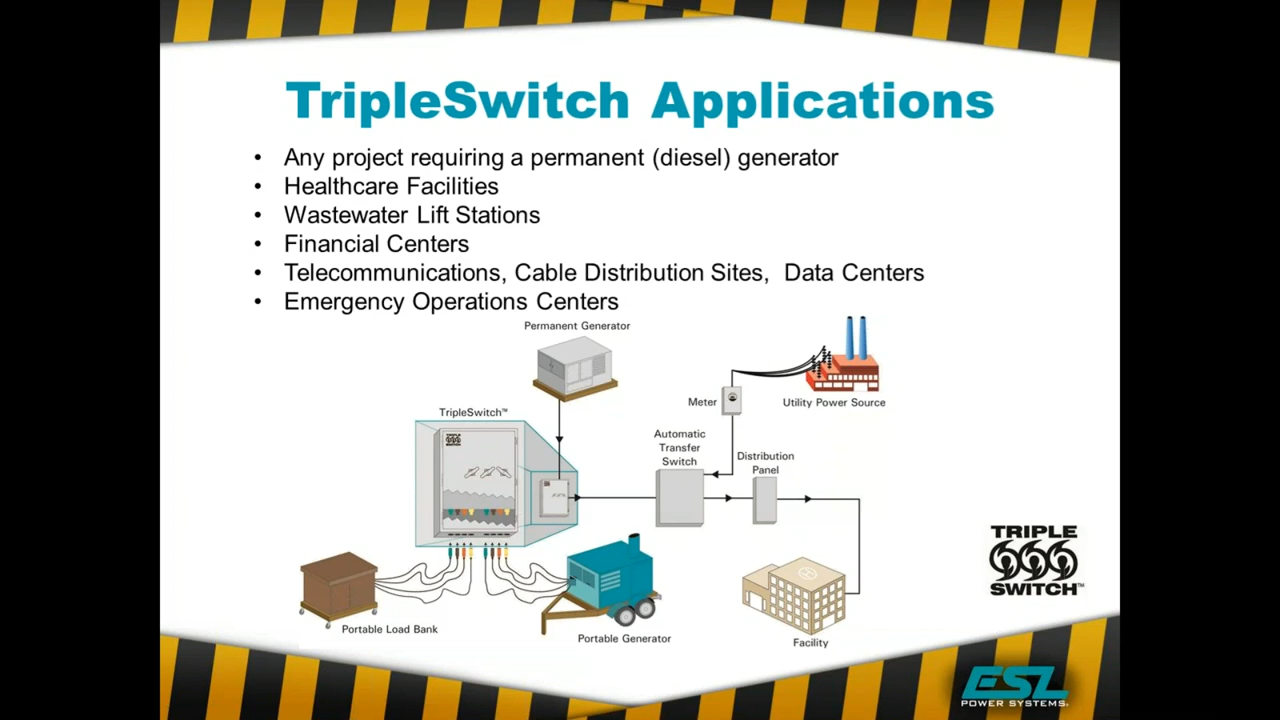 TripleSwitch Applications
• Any project requiring a permanent (diesel) generator
• Healthcare Facilities
• Wastewater Lift Stations
• Financial Centers
• Telecommunications, Cable Distribution Sites,  Data Centers
• Emergency Operations Centers
Permanent Generator
Meter
Utility Power Source
TripleSwitch™
TRIPLE
SWITCH
Automatic
Transfer
Switch
Distribution
Panel
Portable Load Bank
Portable Generator
H
Facility
TRIPLE
SWITCH™
ESL
POWER SYSTEMS®